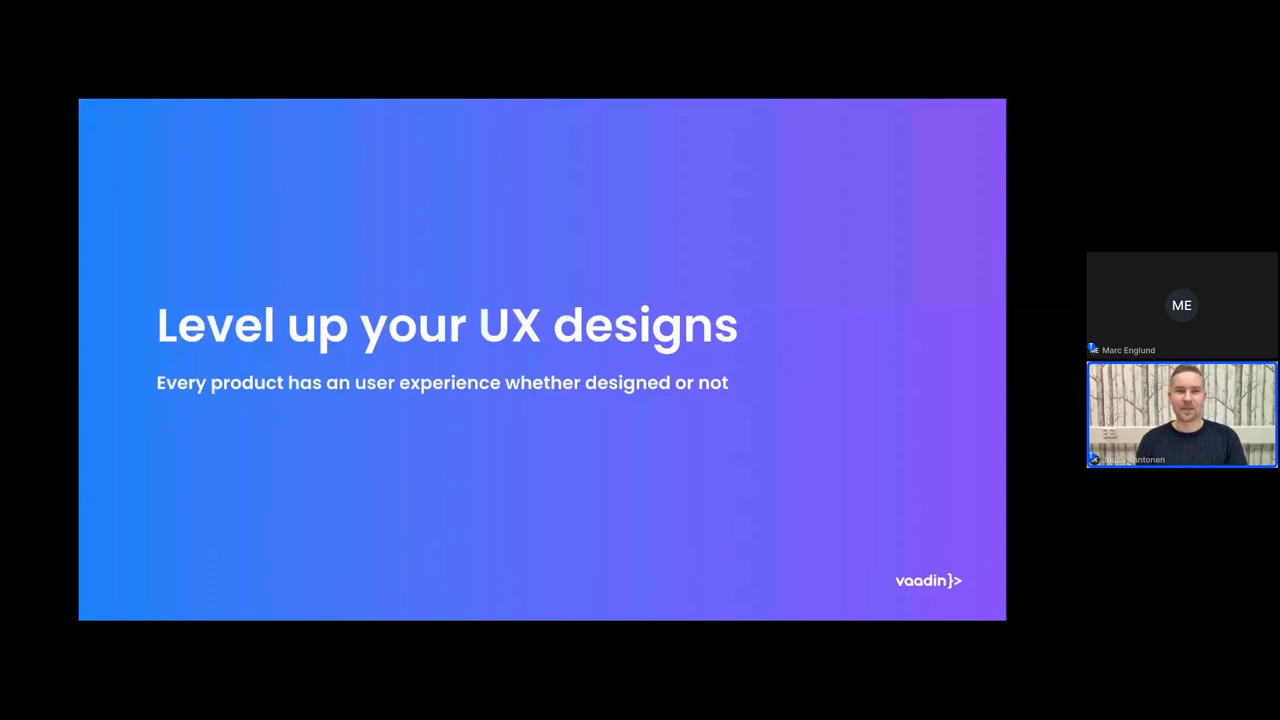 Level up your UX designs
Every product has an user experience whether designed or not
vaadin}>
ME
Marc Englund
Kantonen